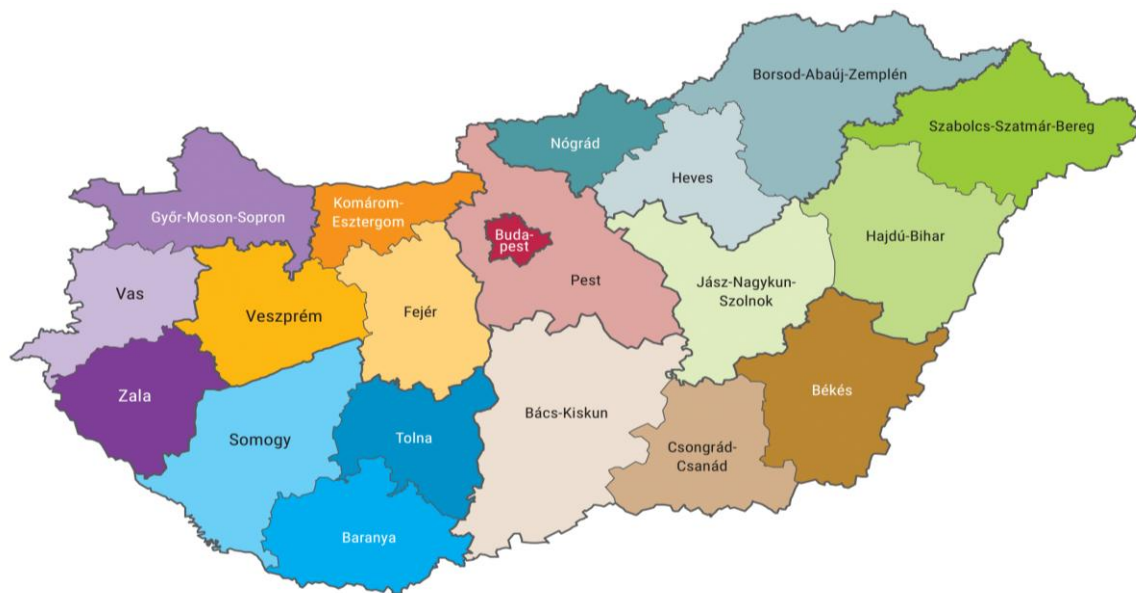 Borsod-Abaúj-Zemplén
Szabolcs-Szatmár-Bereg
Nógrád
Heves
Komárom-
Esztergom
Győr-Moson-Sopron
Hajdú-Bihar
Buda-
pest
Pest
Jász-Nagykun-
Szolnok
Vas
Veszprém
Fejér
Zala
Békés
Bács-Kiskun
Somogy
Tolna
Csongrád-
Csanád
Baranya